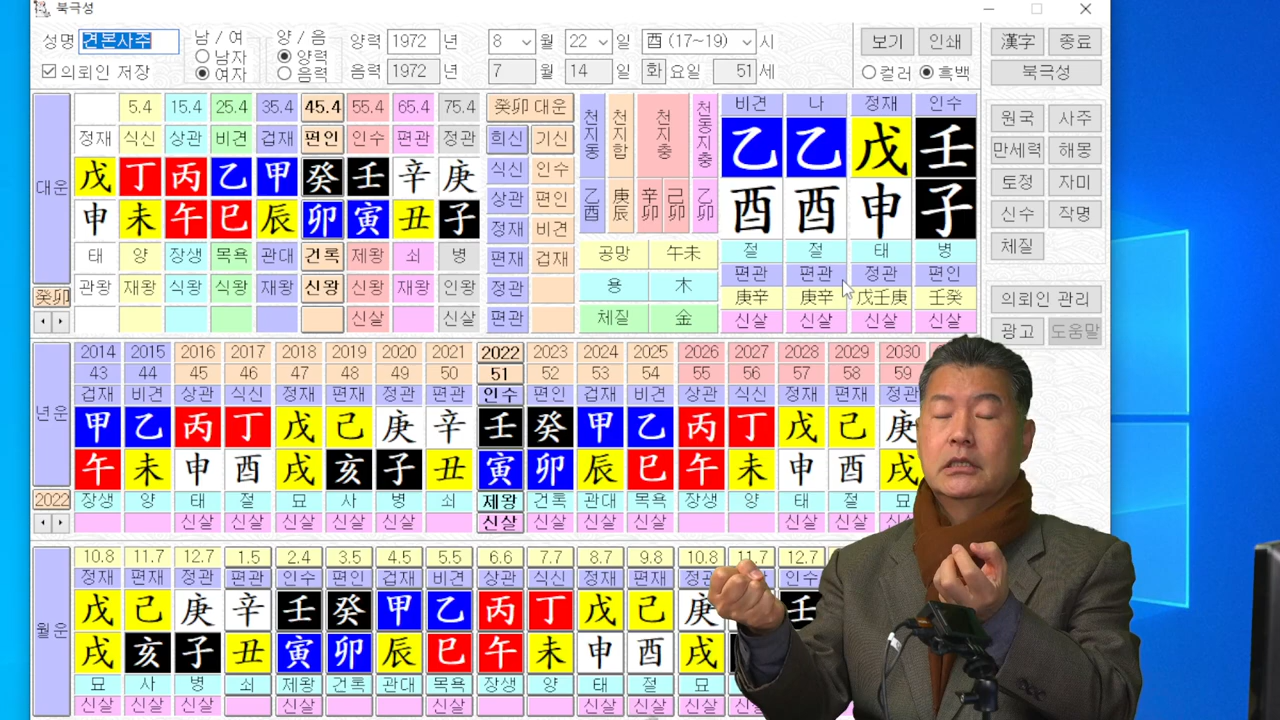 북극성
성명 견본사주 남 / 여 양 / 음 양력 1972 년 8 월 22 일 酉 (17~19) 시 보기 인쇄 漢字 종료
남자 양력
의뢰인 저장 여자 음력 음력 1972 년 7 월 14 일 화 요일 51 세 컬러 흑백 북극성
대운 5.4 15.4 25.4 35.4 45.4 55.4 65.4 75.4 癸卯 대운 천지동 천지합 천지충 천동지충 비견 나 정재 인수
정재 식신 상관 비견 겁재 편인 인수 편관 정관 희신 기신 원국 사주
戊 丁 丙 乙 甲 癸 壬 辛 庚 식신 인수 乙 乙 戊 壬 만세력 해몽
申 未 午 巳 辰 卯 寅 丑 子 상관 편인 乙酉 庚辰 辛卯 己卯 乙卯 酉 酉 申 子 토정 자미
정재 비견 신수 작명
태 양 장생 목욕 관대 건록 제왕 쇠 병 편재 겁재 공망 午未 절 절 태 병 체질
관왕 재왕 식왕 식왕 재왕 신왕 신왕 재왕 인왕 정관 용 木 편관 편관 정관 편인
癸卯 庚辛 庚辛 戊壬庚 壬癸 의뢰인 관리
신살 신살 편관 체질 金 신살 신살 신살 신살 광고 도움말
년운 2014 2015 2016 2017 2018 2019 2020 2021 2022 2023 2024 2025 2026 2027 2028 2029 2030
43 44 45 46 47 48 49 50 51 52 53 54 55 56 57 58 59
겁재 비견 상관 식신 정재 편재 정관 편관 인수 편인 겁재 비견 상관 식신 정재 편재 정관
甲 乙 丙 丁 戊 己 庚 辛 壬 癸 甲 乙 丙 丁 戊 己 庚
午 未 申 酉 戌 亥 子 丑 寅 卯 辰 巳 午 未 申 酉 戌
2022 장생 양 태 절 묘 사 병 쇠 제왕 건록 관대 목욕 장생 양 태 절 묘
신살 신살 신살 신살 신살 신살 신살 신살 신살 신살 신살 신살
월운 10.8 11.7 12.7 1.5 2.4 3.5 4.5 5.5 6.6 7.7 8.7 9.8 10.8 11.7 12.7
정재 편재 정관 편관 인수 편인 겁재 비견 상관 식신 정재 편재 정관 인수
戊 己 庚 辛 壬 癸 甲 乙 丙 丁 戊 己 庚 壬
戌 亥 子 丑 寅 卯 辰 巳 午 未 申 酉 戌
묘 사 병 쇠 제왕 건록 관대 목욕 장생 양 태 절 묘
신살 신살 신살 신살 신살 신살 신살 신살